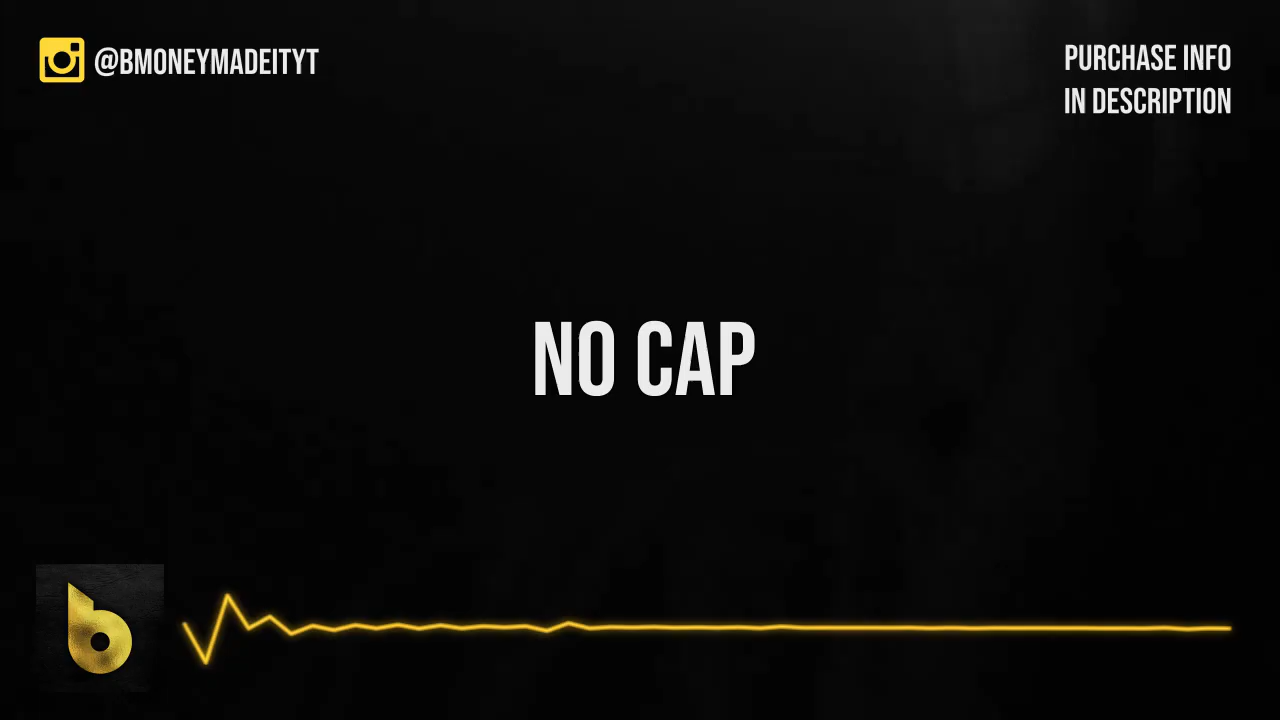 @BMONEYMADEITYT
PURCHASE INFO
IN DESCRIPTION
NO CAP
b